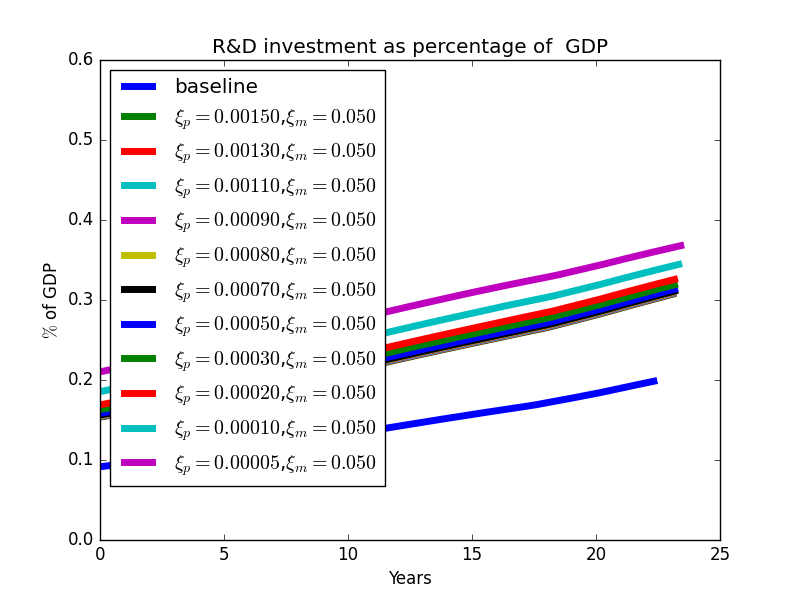 R&D investment as percentage of  GDP
0.6
0.5
0.4
0.3
0.2
0.1
0.0
% of GDP
baseline
ξp = 0.00150,ξm = 0.050
ξp = 0.00130,ξm = 0.050
ξp = 0.00110,ξm = 0.050
ξp = 0.00090,ξm = 0.050
ξp = 0.00080,ξm = 0.050
ξp = 0.00070,ξm = 0.050
ξp = 0.00050,ξm = 0.050
ξp = 0.00030,ξm = 0.050
ξp = 0.00020,ξm = 0.050
ξp = 0.00010,ξm = 0.050
ξp = 0.00005,ξm = 0.050
0 5 10 15 20 25
Years